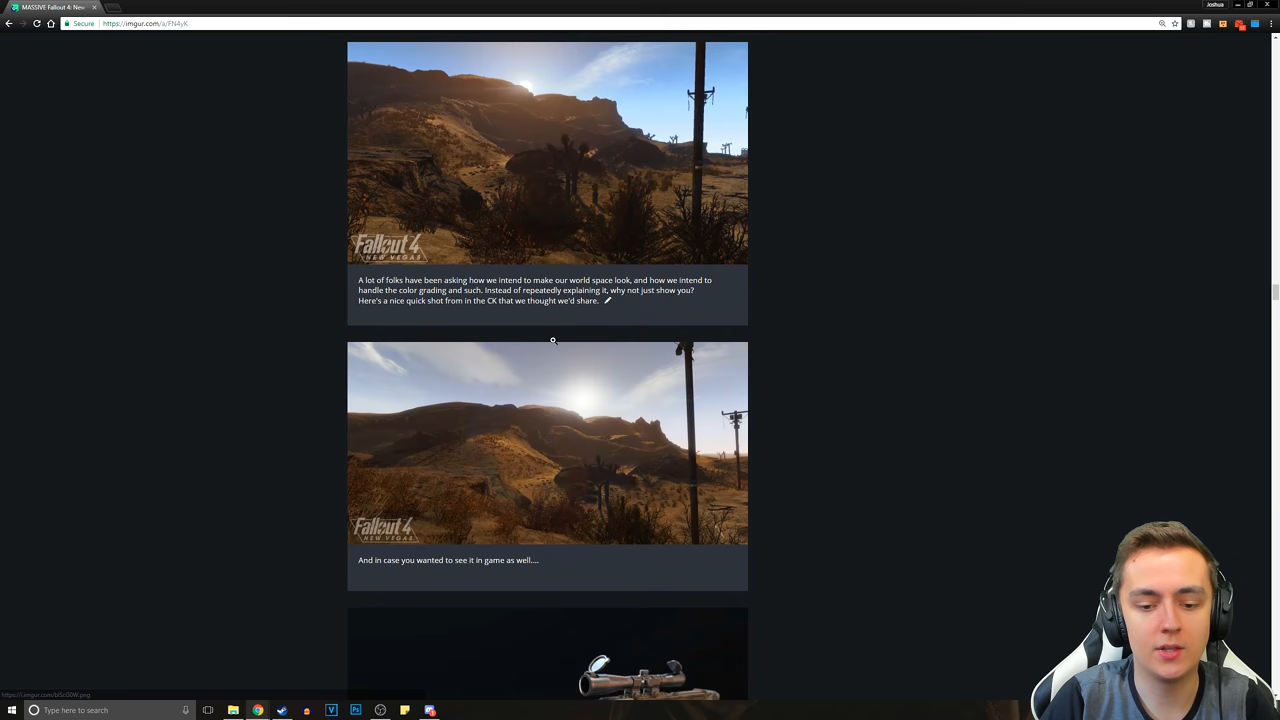 MASSIVE Fallout 4: New
Joshua
Secure
https://imgur.com/a/FN4yK
Fallout 4
NEW VEGAS
A lot of folks have been asking how we intend to make our world space look, and how we intend to
handle the color grading and such. Instead of repeatedly explaining it, why not just show you?
Here's a nice quick shot from in the CK that we thought we'd share.
Fallout 4
NEW VEGAS
And in case you wanted to see it in game as well....
Type here to search